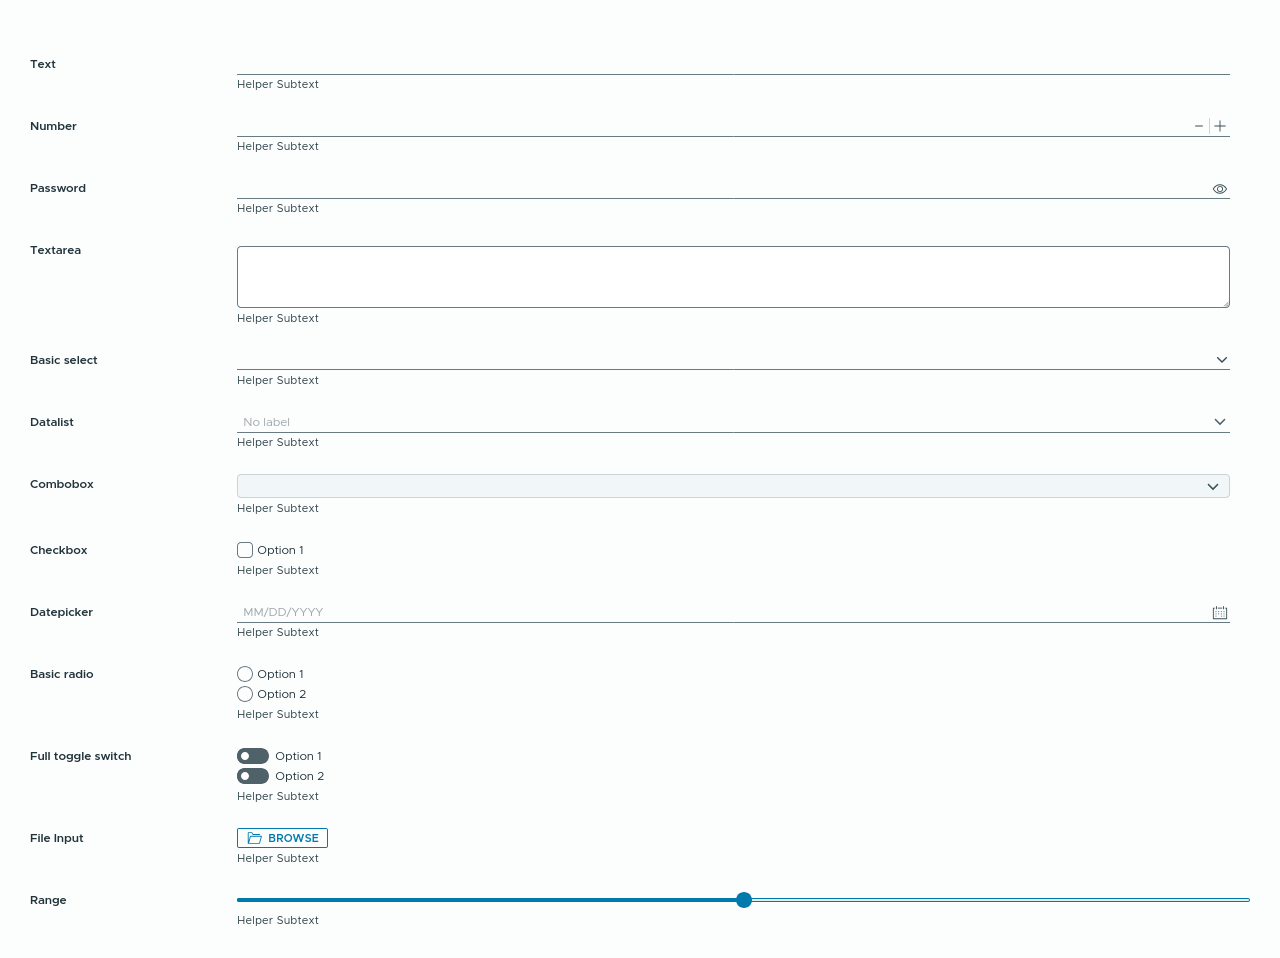 Text
Helper Subtext
Number
Helper Subtext
Password
Helper Subtext
Textarea
Helper Subtext
Basic select
Helper Subtext
Datalist
No label
Helper Subtext
Combobox
Helper Subtext
Checkbox
Option 1
Helper Subtext
Datepicker
MM/DD/YYYY
Helper Subtext
Basic radio
Option 1
Option 2
Helper Subtext
Full toggle switch
Option 1
Option 2
Helper Subtext
File Input
BROWSE
Helper Subtext
Range
Helper Subtext